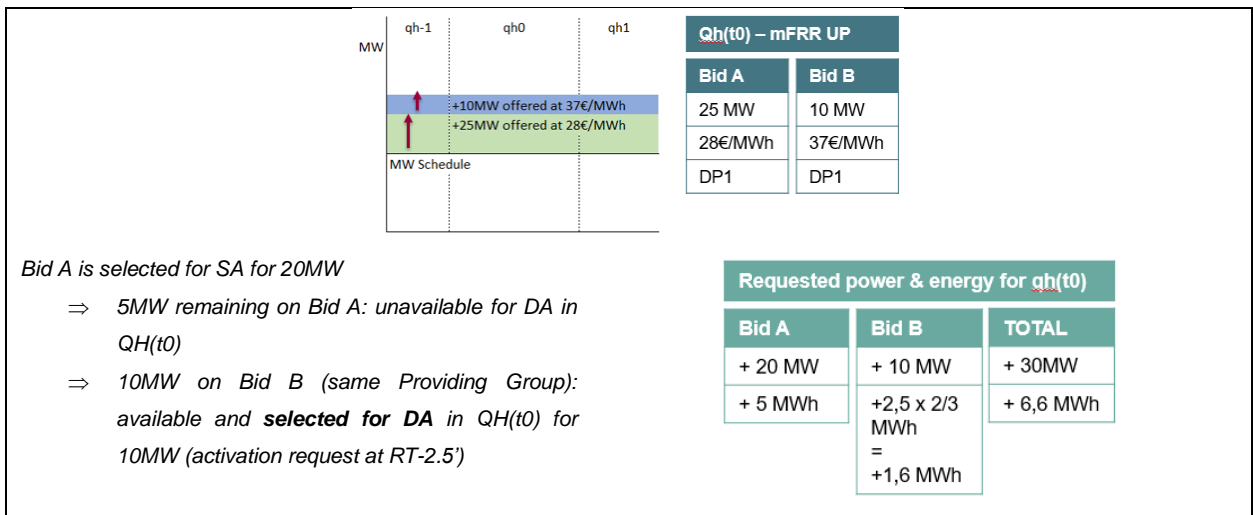 qh-1 qh0 qh1
MW
+10MW offered at 37€/MWh
+25MW offered at 28€/MWh
MW Schedule
Qh(t0) – mFRR UP
Bid A Bid B
25 MW 10 MW
28€/MWh 37€/MWh
DP1 DP1
Bid A is selected for SA for 20MW
⇒ 5MW remaining on Bid A: unavailable for DA in
QH(t0)
⇒ 10MW on Bid B (same Providing Group):
available and selected for DA in QH(t0) for
10MW (activation request at RT-2.5’)
Requested power & energy for qh(t0)
Bid A Bid B TOTAL
+ 20 MW + 10 MW + 30MW
+ 5 MWh +2,5 x 2/3 + 6,6 MWh
MWh
=
+1,6 MWh